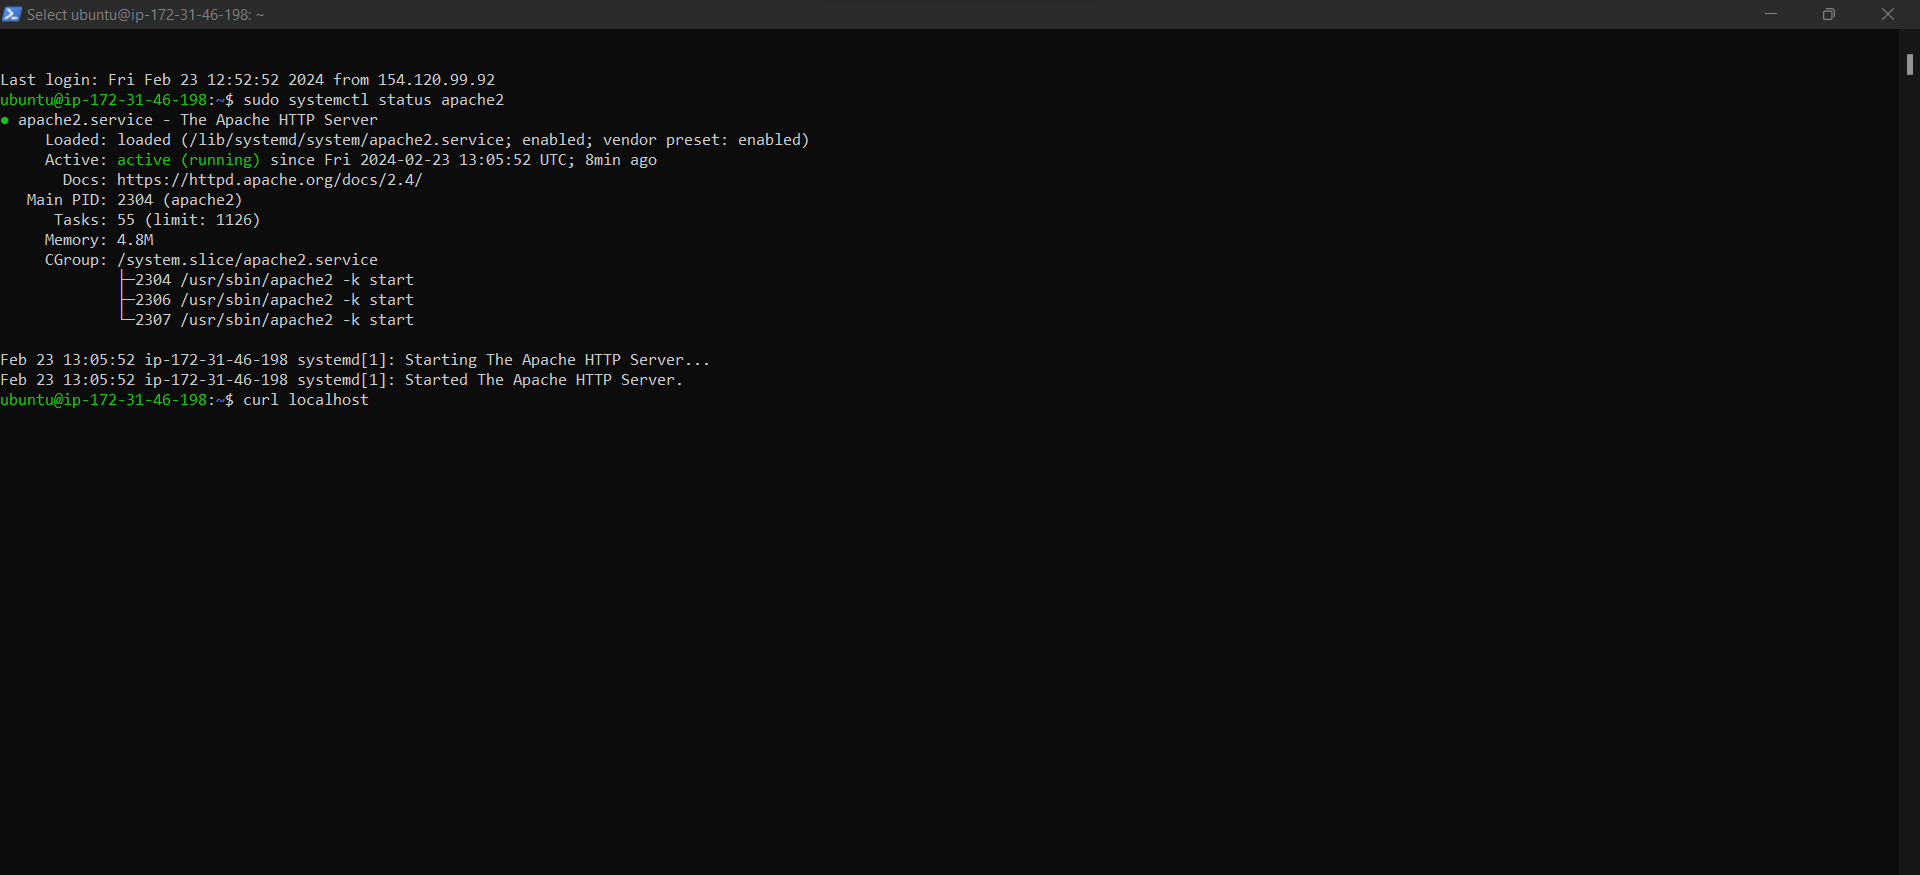 Select ubuntu@ip-172-31-46-198: ~
Last login: Fri Feb 23 12:52:52 2024 from 154.120.99.92
ubuntu@ip-172-31-46-198:~$ sudo systemctl status apache2
● apache2.service - The Apache HTTP Server
     Loaded: loaded (/lib/systemd/system/apache2.service; enabled; vendor preset: enabled)
     Active: active (running) since Fri 2024-02-23 13:05:52 UTC; 8min ago
       Docs: https://httpd.apache.org/docs/2.4/
   Main PID: 2304 (apache2)
      Tasks: 55 (limit: 1126)
     Memory: 4.8M
     CGroup: /system.slice/apache2.service
             ├─2304 /usr/sbin/apache2 -k start
             ├─2306 /usr/sbin/apache2 -k start
             └─2307 /usr/sbin/apache2 -k start
Feb 23 13:05:52 ip-172-31-46-198 systemd[1]: Starting The Apache HTTP Server...
Feb 23 13:05:52 ip-172-31-46-198 systemd[1]: Started The Apache HTTP Server.
ubuntu@ip-172-31-46-198:~$ curl localhost